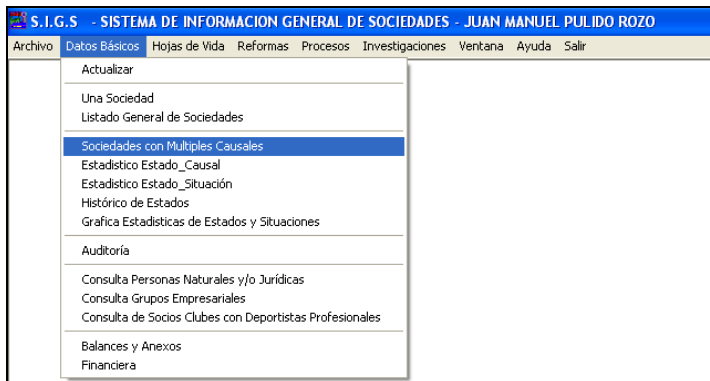 S.I.G.S - SISTEMA DE INFORMACION GENERAL DE SOCIEDADES - JUAN MANUEL PULIDO ROZO
Archivo Datos Básicos Hojas de Vida Reformas Procesos Investigaciones Ventana Ayuda Salir
Actualizar
Una Sociedad
Listado General de Sociedades
Sociedades con Multiples Causales
Estadistico Estado_Causal
Estadistico Estado_Situación
Histórico de Estados
Grafica Estadisticas de Estados y Situaciones
Auditoría
Consulta Personas Naturales y/o Jurídicas
Consulta Grupos Empresariales
Consulta de Socios Clubes con Deportistas Profesionales
Balances y Anexos
Financiera